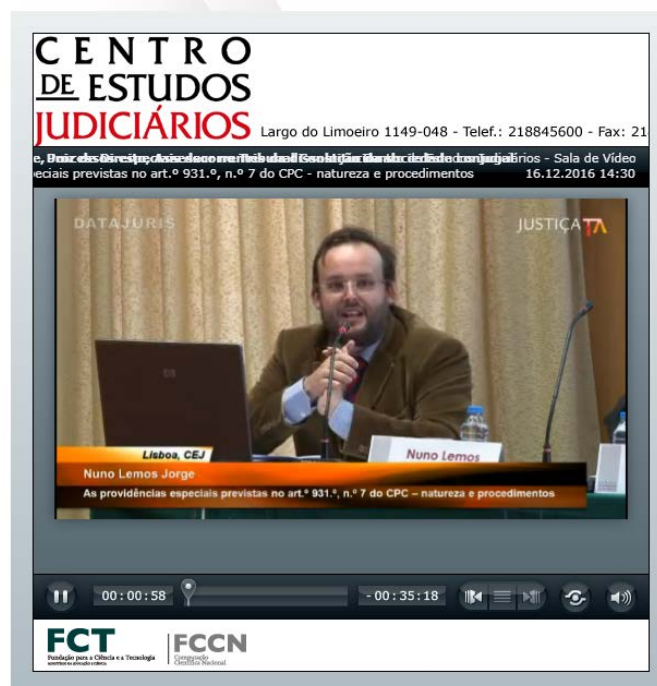 CENTRO
DE ESTUDOS
JUDICIÁRIOS
Largo do Limoeiro 1149-048 - Telef.: 218845600 - Fax: 21
- Sala de Vídeo
eciais previstas no art.º 931.º, n.º 7 do CPC - natureza e procedimentos 16.12.2016 14:30
DATAJURIS
JUSTIÇA
Lisboa, CEJ
Nuno Lemos
Nuno Lemos Jorge
As providências especiais previstas no art.º 931.º, n.º 7 do CPC – natureza e procedimentos
00:00:58
-00:35:18
FCT
Fundação para a Ciência e a Tecnologia
FCCN
Computação
Científica Nacional